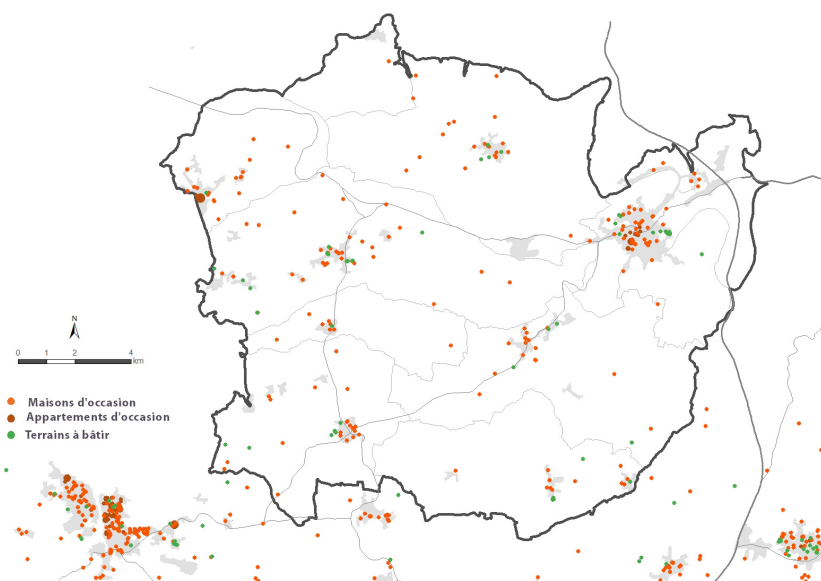 N
0 1 2 4
km
Maisons d'occasion
Appartements d'occasion
Terrains à bâtir